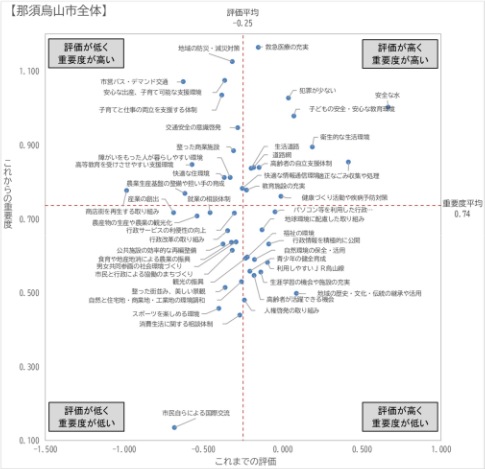 【那須烏山市全体】
評価平均
-0.25
評価が低く
重要度が高い
評価が高く
重要度が高い
地域の防災・減災対策
救急医療の充実
1.100
市営バス・デマンド交通
安心な出産、子育て可能な支援環境
犯罪が少ない
安全な水
子育てと仕事の両立を支援する体制
子どもの安全・安心な教育環境
交通安全の意識啓発
衛生的な生活環境
0.900
整った商業施設
生活道路
道路網
障がいをもった人が暮らしやすい環境
高等教育を受けさせやすい支援環境
高齢者の自立支援体制
快適な住環境
快適な情報通信環境
適正なごみ収集や処理
農業生産基盤の整備や担い手の育成
教育施設の充実
産業の創出
就業の相談体制
健康づくり活動や疾病予防対策
重要度平均
0.74
0.700
商店街を再生する取り組み
パソコン等を利用した行政…
農産物の生産や農業の観光化
地球環境に配慮した取り組み
行政サービスの利便性の向上
福祉の環境
行政改革の取り組み
行政情報を積極的に公開
公共施設の効率的な再編整備
自然環境の保全・活用
食育や地産地消による農業の振興
青少年の健全育成
男女共同参画の社会環境づくり
利用しやすいＪＲ烏山線
市民と行政による協働のまちづくり
観光の振興
生涯学習の機会や施設の充実
整った街並み、美しい景観
地域の歴史・文化・伝統の継承や活用
0.500
自然と住宅地・商業地・工業地の環境調和
高齢者が活躍できる機会
スポーツを楽しめる環境
人権啓発の取り組み
消費生活に関する相談体制
0.300
評価が低く
重要度が低い
市民自らによる国際交流
評価が高く
重要度が低い
0.100
-1.500
-1.000
-0.500
0.000
0.500
1.000
これまでの評価
これからの重要度